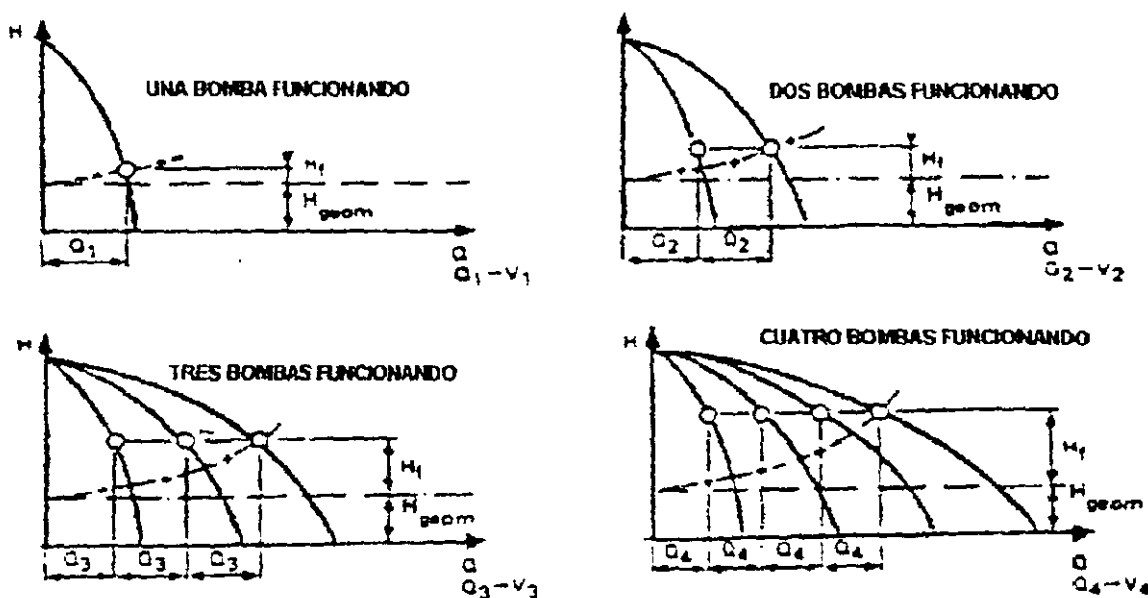 H
UNA BOMBA FUNCIONANDO
Hf
Hgeom
Q1
Q
Q1-V1
DOS BOMBAS FUNCIONANDO
Hf
Hgeom
Q2 Q2
Q
Q2-V2
H
TRES BOMBAS FUNCIONANDO
Hf
Hgeom
Q3 Q3 Q3
Q
Q3-V3
H
CUATRO BOMBAS FUNCIONANDO
Hf
Hgeom
Q4 Q4 Q4 Q4
Q
Q4-V4